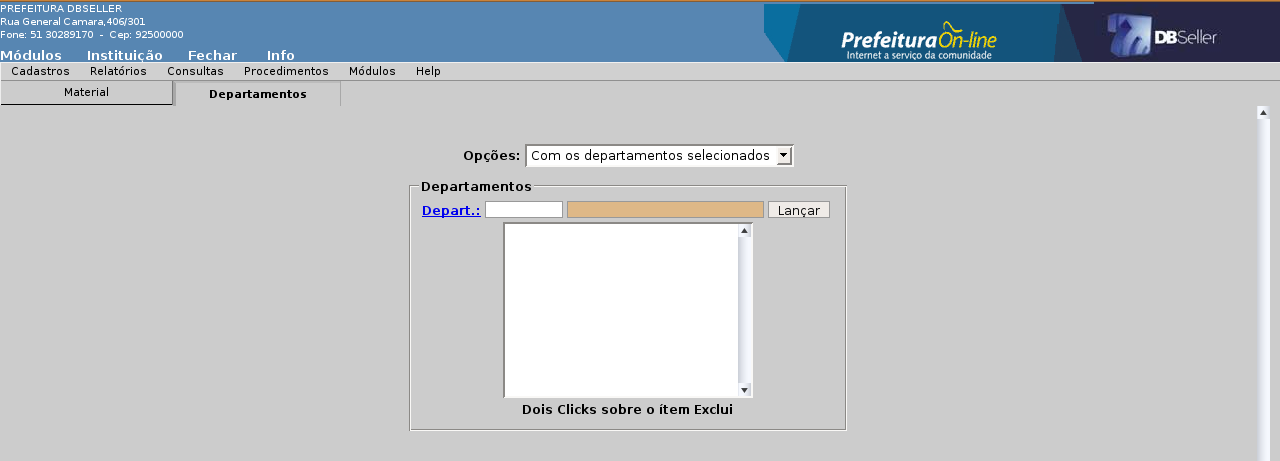 PREFEITURA DBSELLER
Rua General Camara,406/301
Fone: 51 30289170 - Cep: 92500000
Módulos Instituição Fechar Info
Prefeitura On-line
Internet a serviço da comunidade
DBSeller
Cadastros Relatórios Consultas Procedimentos Módulos Help
Material Departamentos
Opções: Com os departamentos selecionados
Departamentos
Depart.: Lançar
Dois Clicks sobre o ítem Exclui